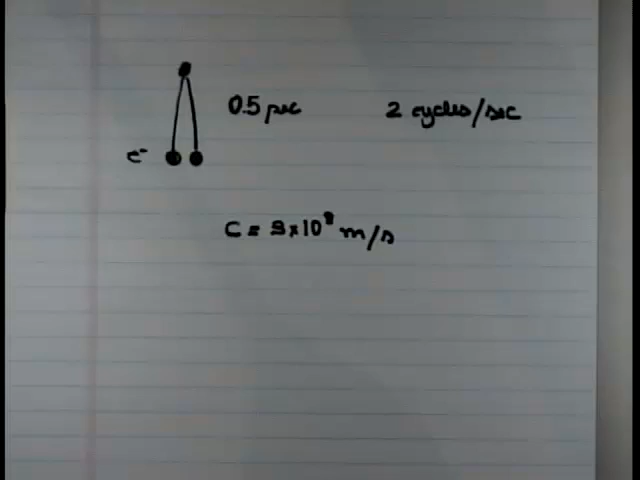 0.5 sec 2 cycles/sec
e⁻
C = 3×10⁸ m/s